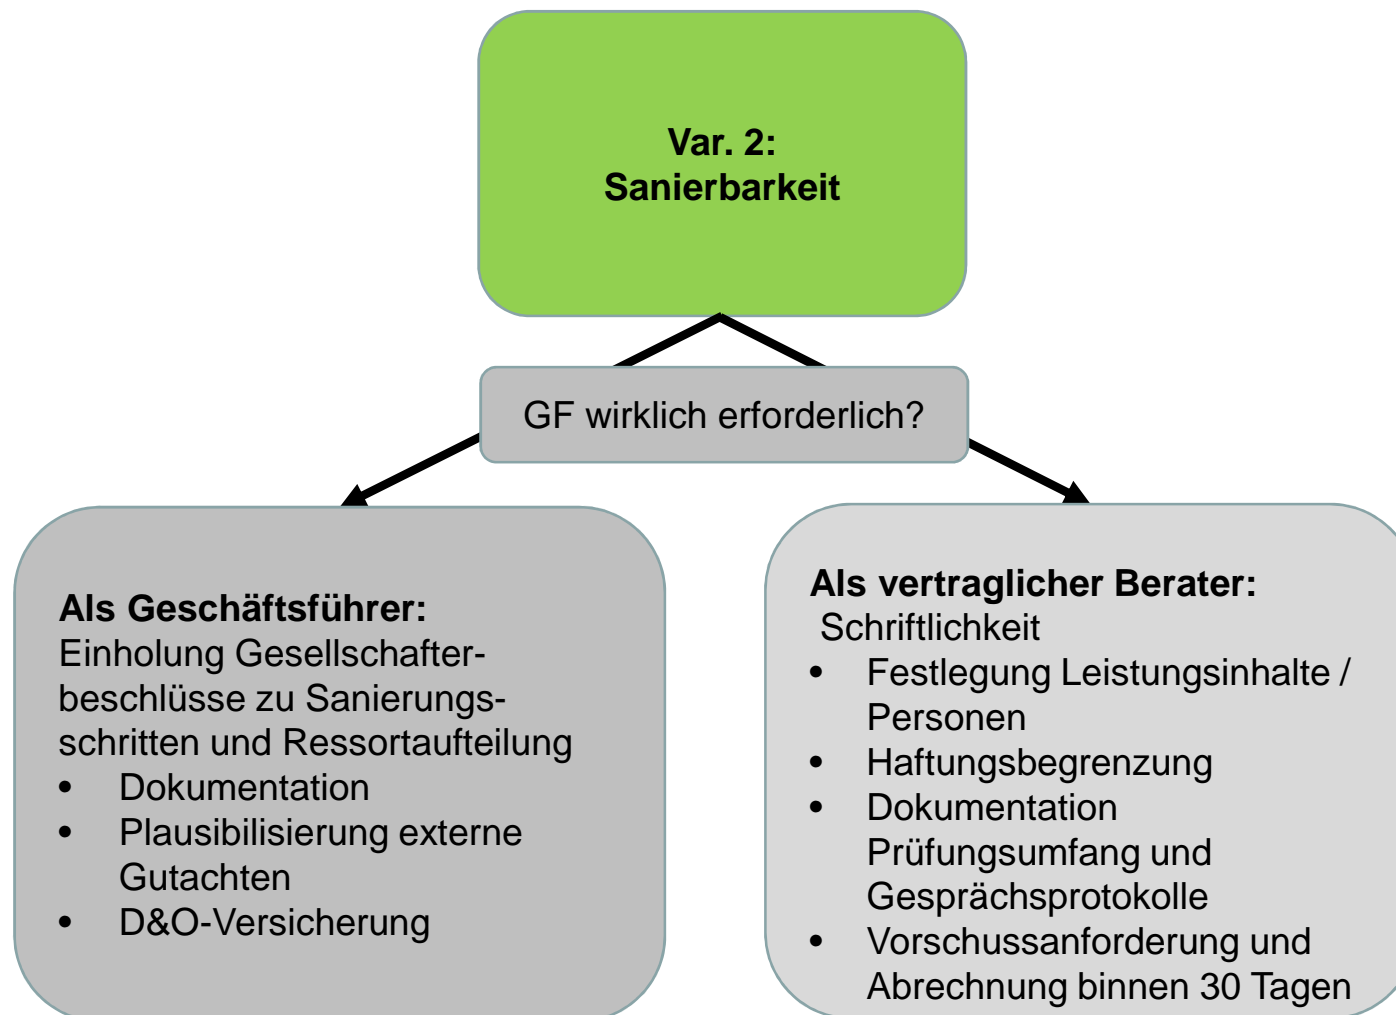 Var. 2:
Sanierbarkeit
GF wirklich erforderlich?
Als Geschäftsführer:
Einholung Gesellschafter-
beschlüsse zu Sanierungs-
schritten und Ressortaufteilung
• Dokumentation
• Plausibilisierung externe
Gutachten
• D&O-Versicherung
Als vertraglicher Berater:
Schriftlichkeit
• Festlegung Leistungsinhalte /
Personen
• Haftungsbegrenzung
• Dokumentation
Prüfungsumfang und
Gesprächsprotokolle
• Vorschussanforderung und
Abrechnung binnen 30 Tagen